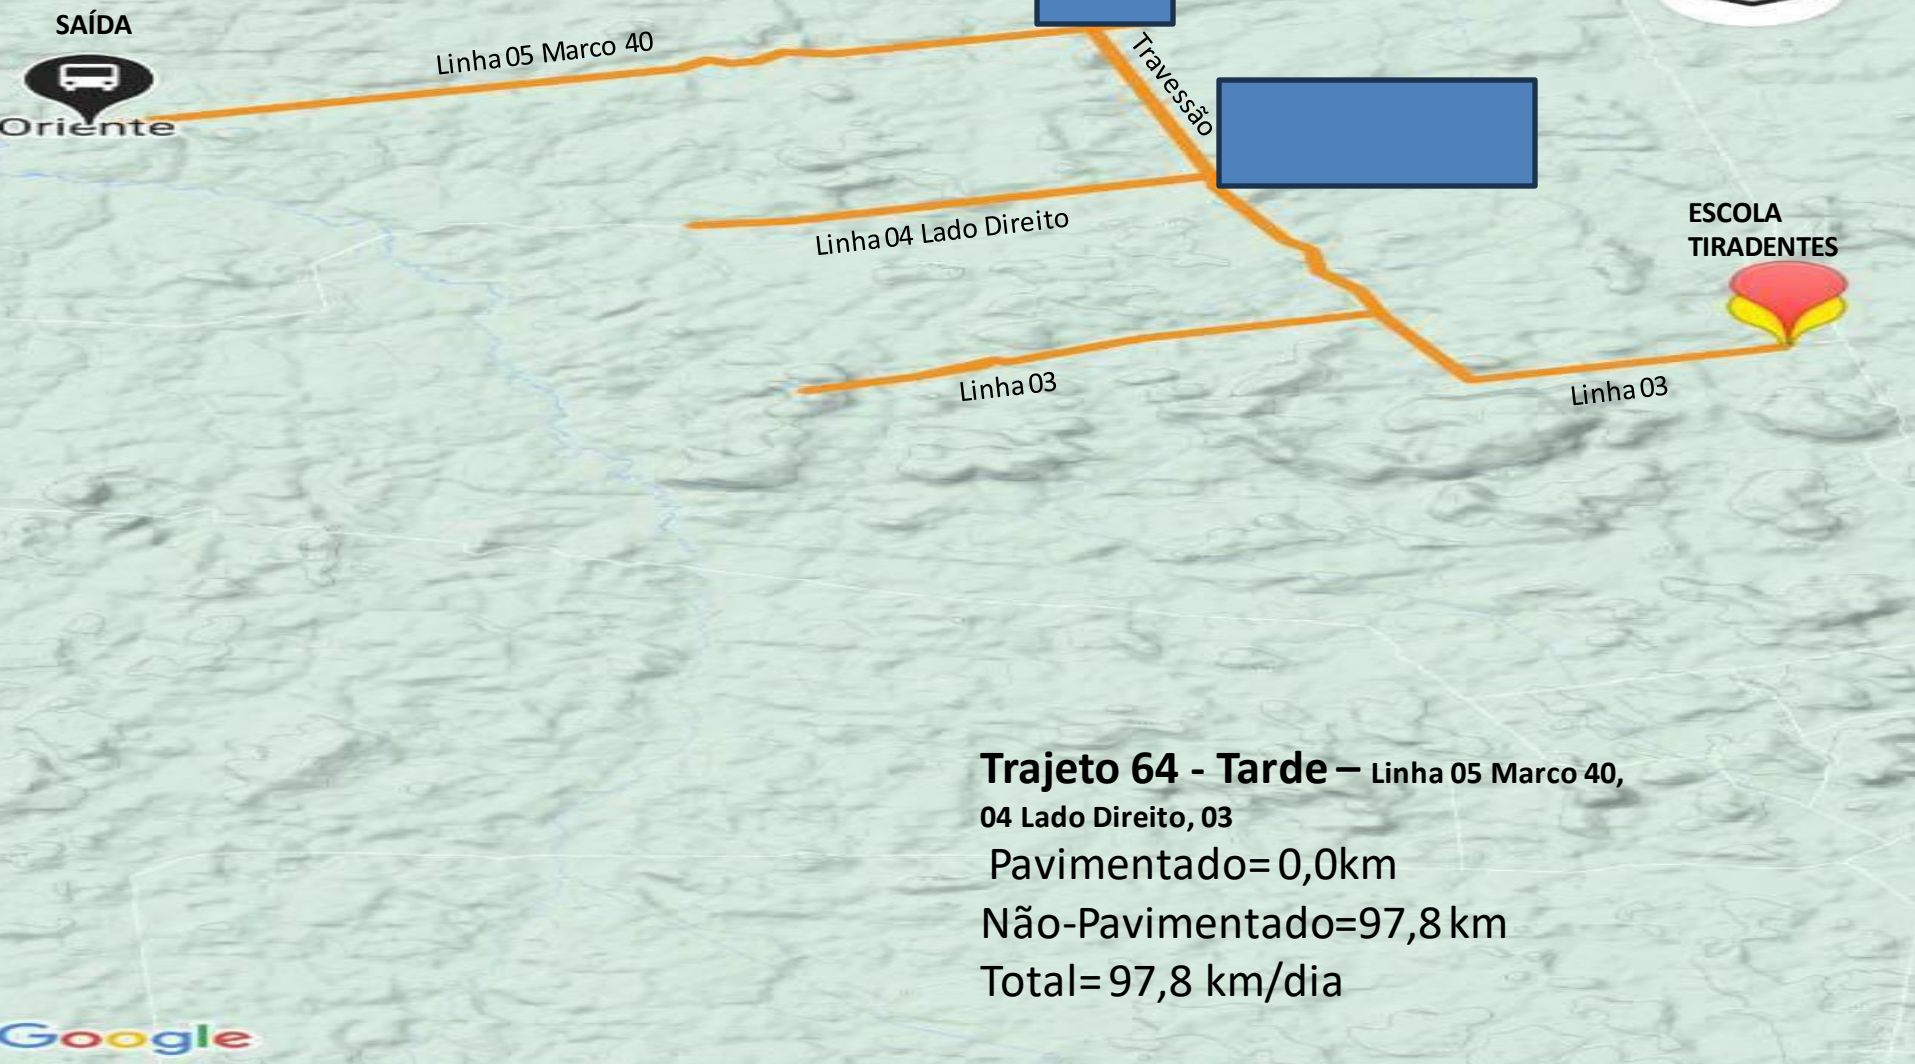 SAÍDA
Linha 05 Marco 40
Travessão
Oriente
ESCOLA
TIRADENTES
Linha 04 Lado Direito
Linha 03
Linha 03
Trajeto 64 - Tarde – Linha 05 Marco 40,
04 Lado Direito, 03
Pavimentado= 0,0km
Não-Pavimentado=97,8 km
Total= 97,8 km/dia
Google